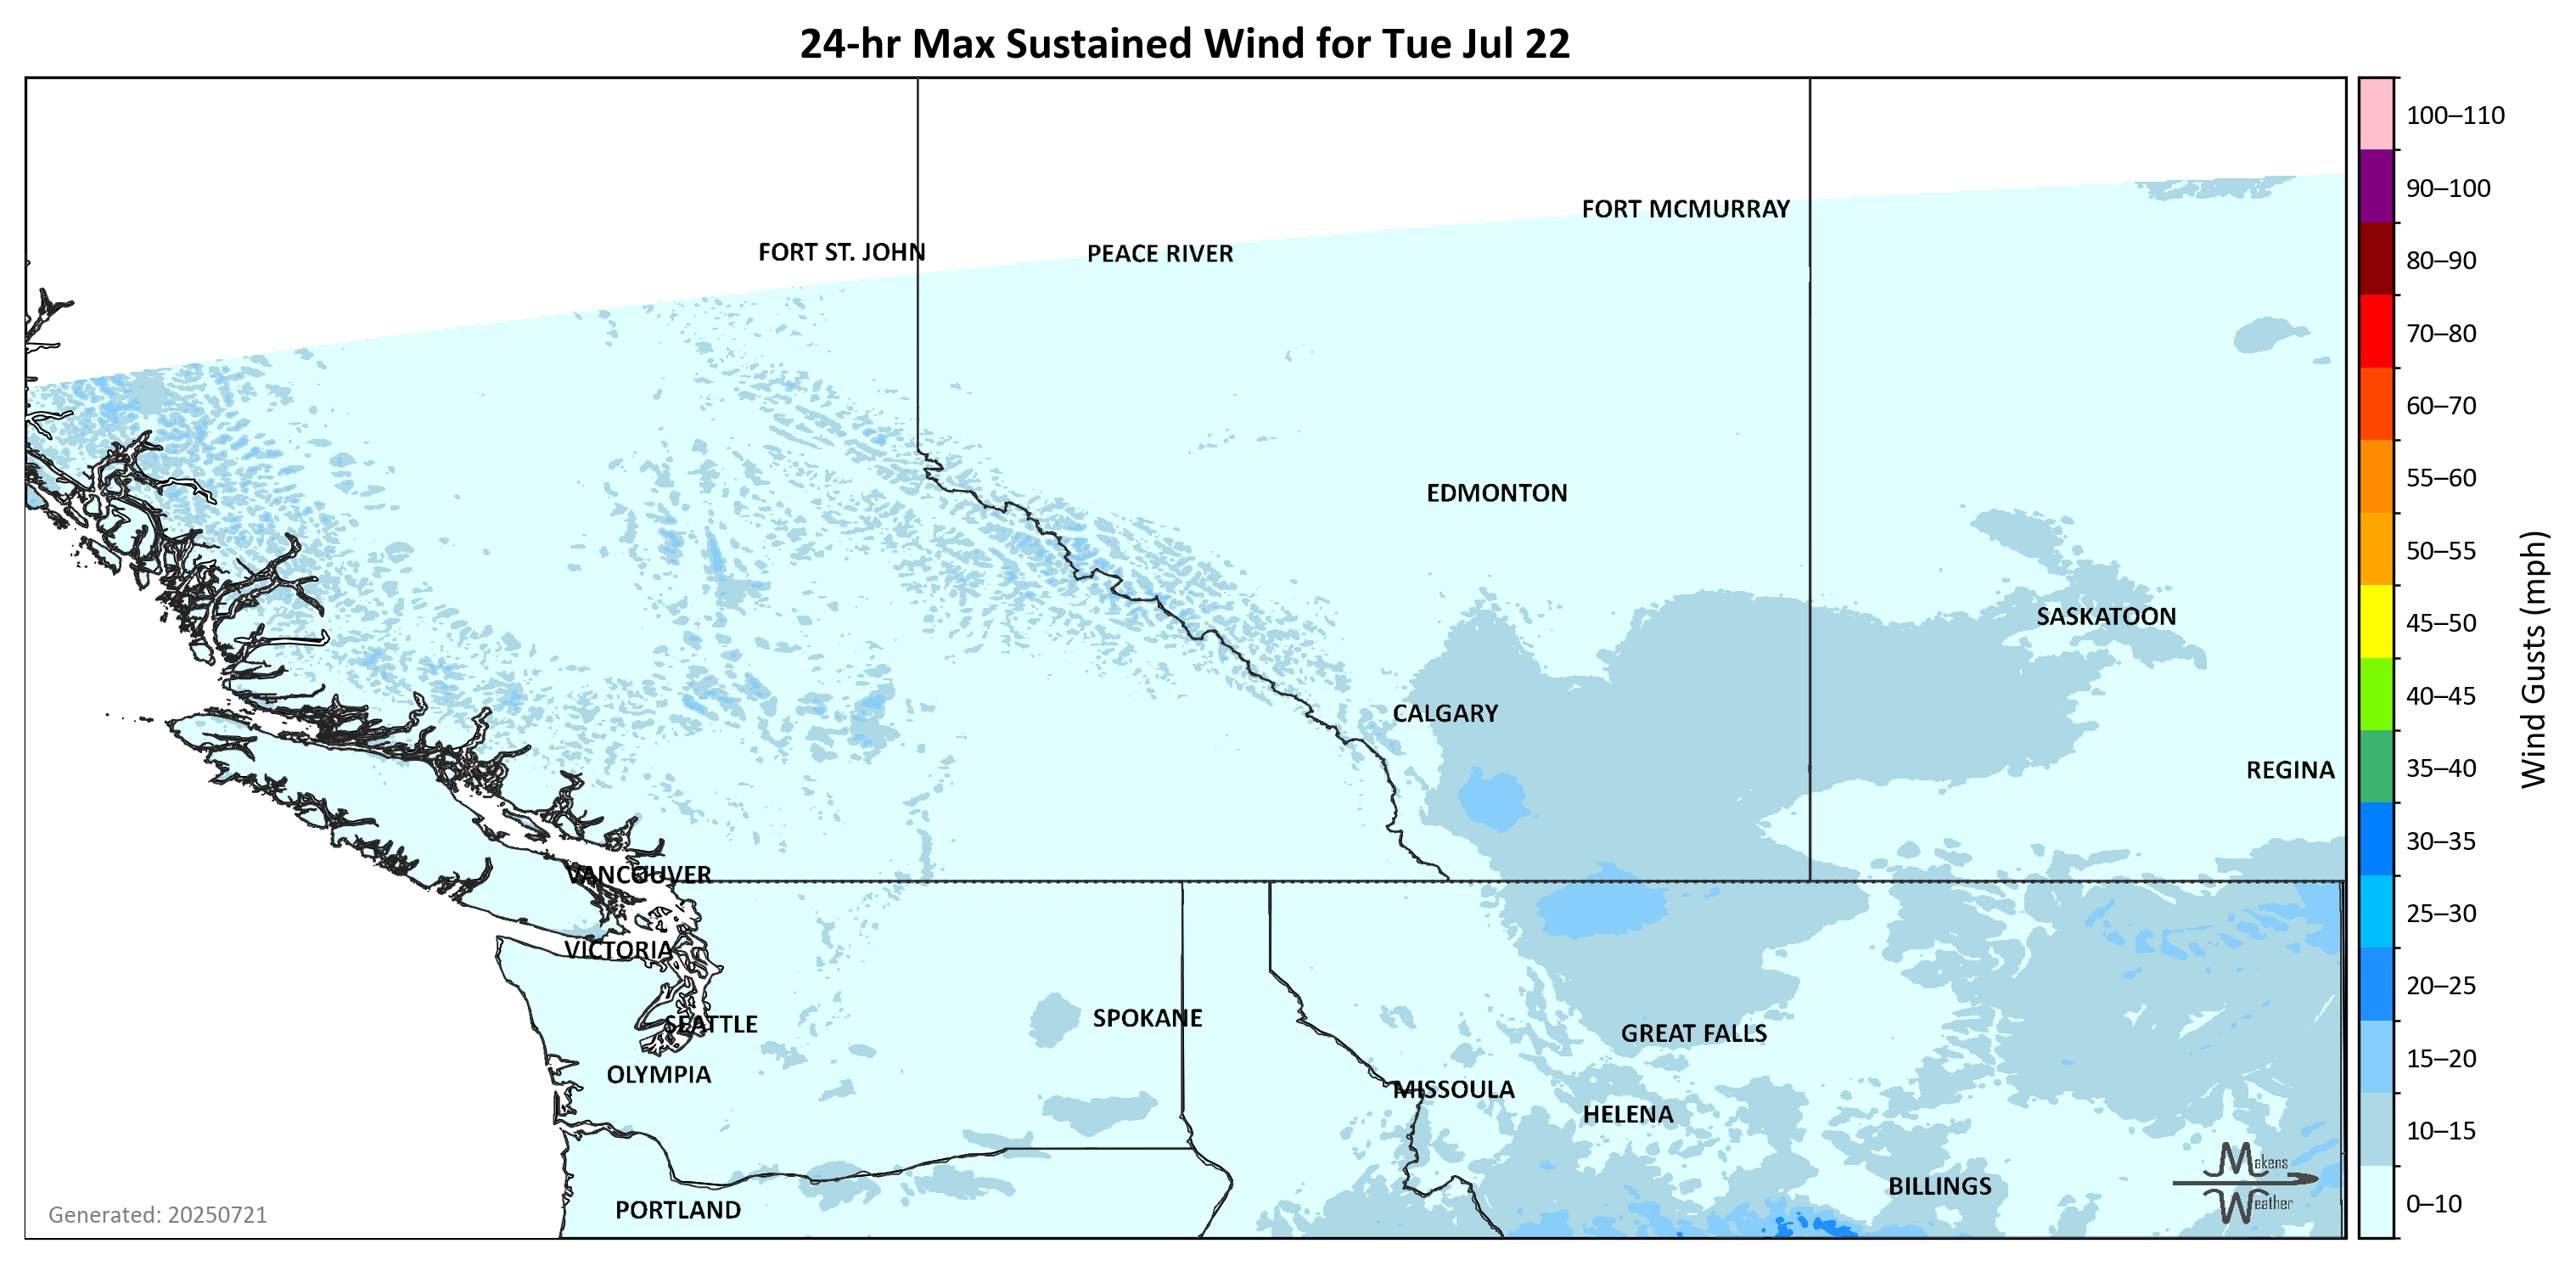 24-hr Max Sustained Wind for Tue Jul 22
100–110
90–100
80–90
70–80
60–70
55–60
50–55
45–50
40–45
35–40
30–35
25–30
20–25
15–20
10–15
0–10
Wind Gusts (mph)
FORT MCMURRAY
FORT ST. JOHN
PEACE RIVER
EDMONTON
SASKATOON
CALGARY
REGINA
VANCOUVER
VICTORIA
SEATTLE
SPOKANE
GREAT FALLS
OLYMPIA
MISSOULA
HELENA
BILLINGS
PORTLAND
Makens
Weather
Generated: 20250721